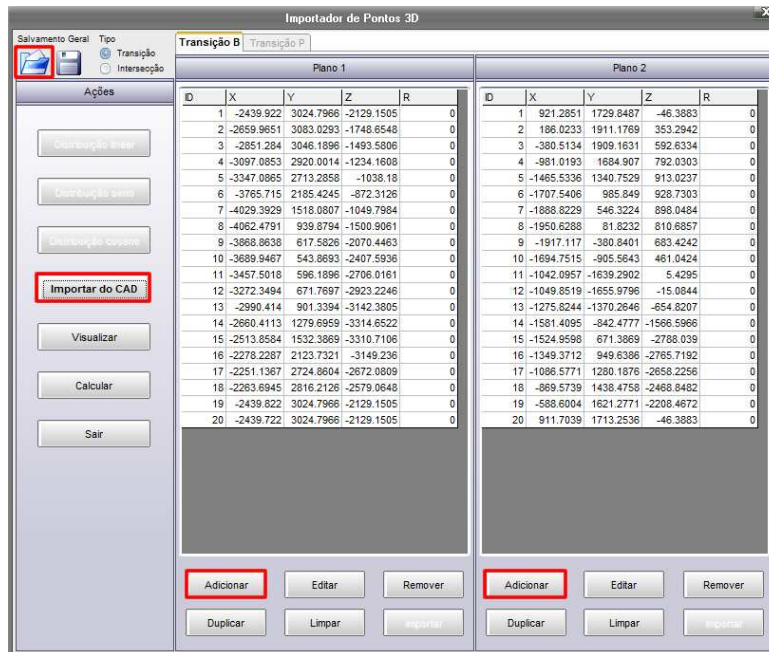 Importador de Pontos 3D
X
Salvamento Geral
Tipo
Transição
Intersecção
Ações
Distribuição linear
Distribuição seno
Distribuição cosseno
Importar do CAD
Visualizar
Calcular
Sair
Transição B
Transição P
Plano 1
ID X Y Z R
1 -2439.922 3024.7966 -2129.1505 0
2 -2659.9651 3083.0293 -1748.6548 0
3 -2851.284 3046.1896 -1493.5806 0
4 -3097.0853 2920.0014 -1234.1608 0
5 -3347.0865 2713.2858 -1038.18 0
6 -3765.715 2185.4245 -872.3126 0
7 -4029.3929 1518.0807 -1049.7984 0
8 -4062.4791 939.8794 -1500.9061 0
9 -3868.8638 617.5826 -2070.4463 0
10 -3689.9467 543.8693 -2407.5936 0
11 -3457.5018 596.1896 -2706.0161 0
12 -3272.3494 671.7697 -2923.2246 0
13 -2990.414 901.3394 -3142.3805 0
14 -2660.4113 1279.6959 -3314.6522 0
15 -2513.8584 1532.3869 -3310.7106 0
16 -2278.2287 2123.7321 -3149.236 0
17 -2251.1367 2724.8604 -2672.0809 0
18 -2263.6945 2816.2126 -2579.0648 0
19 -2439.822 3024.7966 -2129.1505 0
20 -2439.722 3024.7966 -2129.1505 0
Adicionar
Editar
Remover
Duplicar
Limpar
Importar
Plano 2
ID X Y Z R
1 921.2851 1729.8487 -46.3883 0
2 186.0233 1911.1769 353.2942 0
3 -380.5134 1909.1631 592.6334 0
4 -981.0193 1684.907 792.0303 0
5 -1465.5336 1340.7529 913.0237 0
6 -1707.5406 985.849 928.7303 0
7 -1888.8229 546.3224 898.0484 0
8 -1950.6288 81.8232 810.6857 0
9 -1917.117 -380.8401 683.4242 0
10 -1694.7515 -905.5643 461.0424 0
11 -1042.0957 -1639.2902 5.4295 0
12 -1049.8519 -1655.9796 -15.0844 0
13 -1275.8244 -1370.2646 -654.8207 0
14 -1581.4095 -842.4777 -1566.5966 0
15 -1524.9598 671.3869 -2788.039 0
16 -1349.3712 949.6386 -2765.7192 0
17 -1086.5771 1280.1876 -2658.2256 0
18 -869.5739 1438.4758 -2468.8482 0
19 -588.6004 1621.2771 -2208.4672 0
20 911.7039 1713.2536 -46.3883 0
Adicionar
Editar
Remover
Duplicar
Limpar
Importar